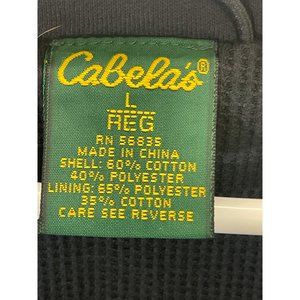 Cabela's®
L
REG
RN 56835
MADE IN CHINA
SHELL: 60% COTTON
40% POLYESTER
LINING: 65% POLYESTER
35% COTTON
CARE SEE REVERSE